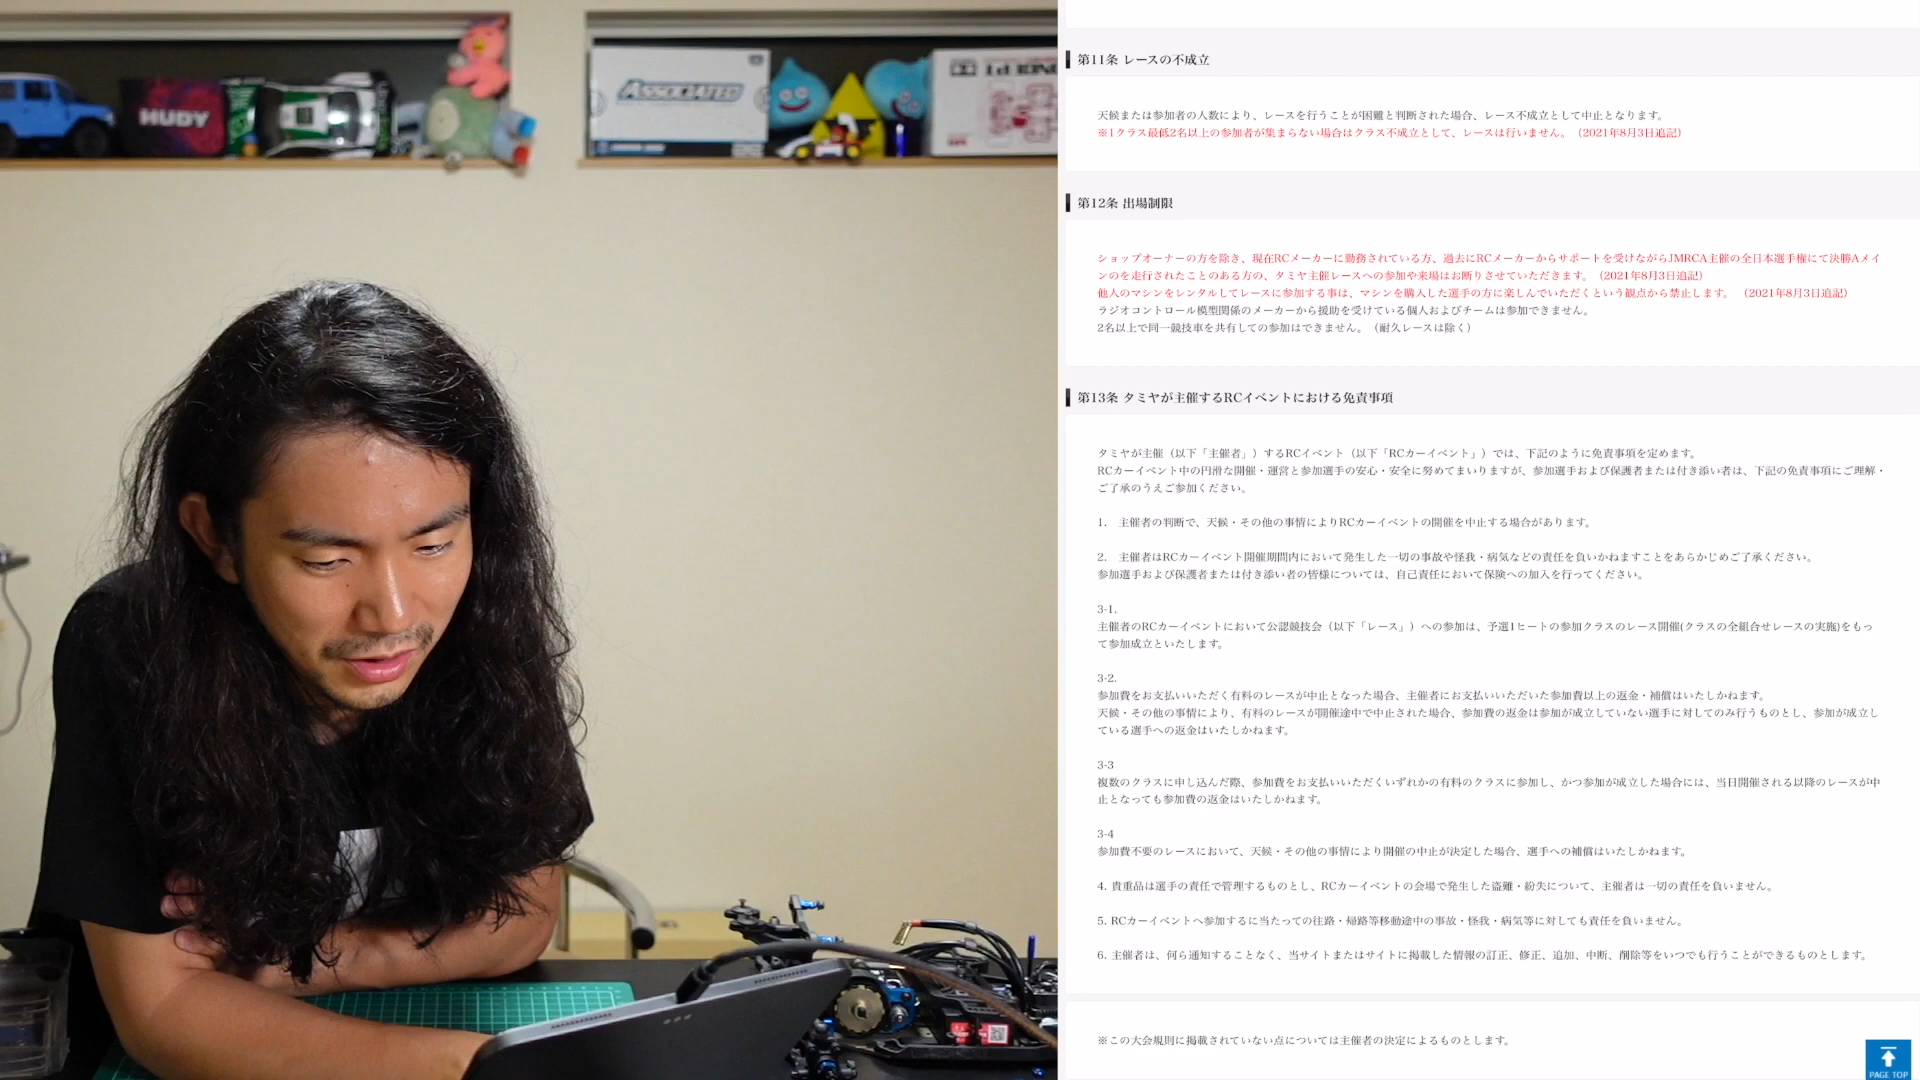 HUDY
ASSOCIATED
第11条 レースの不成立
天候または参加者の人数により、レースを行うことが困難と判断された場合、レース不成立として中止となります。
※1クラス最低2名以上の参加者が集まらない場合はクラス不成立として、レースは行いません。（2021年8月3日追記）
第12条 出場制限
ショップオーナーの方を除き、現在RCメーカーに勤務されている方、過去にRCメーカーからサポートを受けながらJMRCA主催の全日本選手権にて決勝Aメイ
ンのを走行されたことのある方の、タミヤ主催レースへの参加や来場はお断りさせていただきます。（2021年8月3日追記）
他人のマシンをレンタルしてレースに参加する事は、マシンを購入した選手の方に楽しんでいただくという観点から禁止します。 （2021年8月3日追記）
ラジオコントロール模型関係のメーカーから援助を受けている個人およびチームは参加できません。
2名以上で同一競技車を共有しての参加はできません。（耐久レースは除く）
第13条 タミヤが主催するRCイベントにおける免責事項
タミヤが主催（以下「主催者」）するRCイベント（以下「RCカーイベント」）では、下記のように免責事項を定めます。
RCカーイベント中の円滑な開催・運営と参加選手の安心・安全に努めてまいりますが、参加選手および保護者または付き添い者は、下記の免責事項にご理解・
ご了承のうえご参加ください。
1.　主催者の判断で、天候・その他の事情によりRCカーイベントの開催を中止する場合があります。
2.　主催者はRCカーイベント開催期間内において発生した一切の事故や怪我・病気などの責任を負いかねますことをあらかじめご了承ください。
参加選手および保護者または付き添い者の皆様については、自己責任において保険への加入を行ってください。
3-1.
主催者のRCカーイベントにおいて公認競技会（以下「レース」）への参加は、予選1ヒートの参加クラスのレース開催(クラスの全組合せレースの実施)をもっ
て参加成立といたします。
3-2.
参加費をお支払いいただく有料のレースが中止となった場合、主催者にお支払いいただいた参加費以上の返金・補償はいたしかねます。
天候・その他の事情により、有料のレースが開催途中で中止された場合、参加費の返金は参加が成立していない選手に対してのみ行うものとし、参加が成立し
ている選手への返金はいたしかねます。
3-3
複数のクラスに申し込んだ際、参加費をお支払いいただくいずれかの有料のクラスに参加し、かつ参加が成立した場合には、当日開催される以降のレースが中
止となっても参加費の返金はいたしかねます。
3-4
参加費不要のレースにおいて、天候・その他の事情により開催の中止が決定した場合、選手への補償はいたしかねます。
4. 貴重品は選手の責任で管理するものとし、RCカーイベントの会場で発生した盗難・紛失について、主催者は一切の責任を負いません。
5. RCカーイベントへ参加するに当たっての往路・帰路等移動途中の事故・怪我・病気等に対しても責任を負いません。
6. 主催者は、何ら通知することなく、当サイトまたはサイトに掲載した情報の訂正、修正、追加、中断、削除等をいつでも行うことができるものとします。
※この大会規則に掲載されていない点については主催者の決定によるものとします。
PAGE TOP